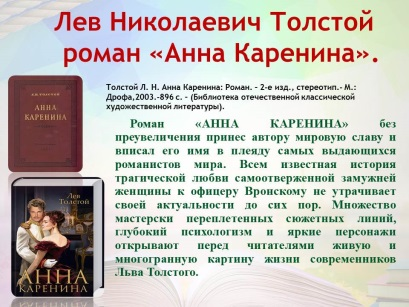 Лев Николаевич Толстой
роман «Анна Каренина».
Толстой Л. Н. Анна Каренина: Роман. – 2-е изд., стереотип.- М.:
Дрофа,2003.-896 с. – (Библиотека отечественной классической
художественной литературы).
Роман «АННА КАРЕНИНА» без
преувеличения принес автору мировую славу и
вписал его имя в плеяду самых выдающихся
романистов мира. Всем известная история
трагической любви самоотверженной замужней
женщины к офицеру Вронскому не утрачивает
своей актуальности до сих пор. Множество
мастерски переплетенных сюжетных линий,
глубокий психологизм и яркие персонажи
открывают перед читателями живую и
многогранную картину жизни современников
Льва Толстого.
АННА
КАРЕНИНА
Лев
Толстой
АННА
КАРЕНИНА